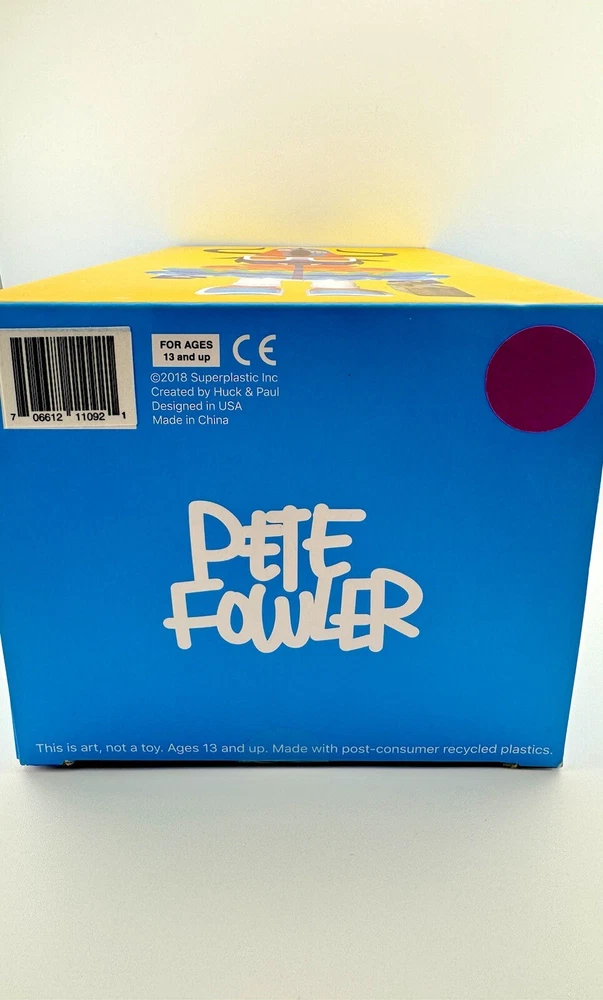 7 06612 11092 1
FOR AGES
13 and up
CE
©2018 Superplastic Inc
Created by Huck & Paul
Designed in USA
Made in China
PETE
FOWLER
This is art, not a toy. Ages 13 and up. Made with post-consumer recycled plastics.